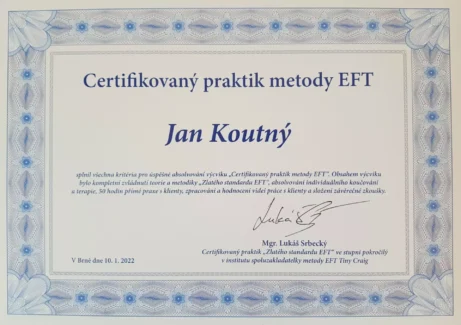 Certifikovaný praktik metody EFT
Jan Koutný
splnil všechna kritéria pro úspěšné absolvování výcviku „Certifikovaný praktik metody EFT". Obsahem výcviku
bylo kompletní zvládnutí teorie a metodiky „Zlatého standardu EFT", absolvování individuálního koučování
a terapie, 50 hodin přímé praxe s klienty, zpracování a hodnocení videí práce s klienty a složení závěrečné zkoušky.
Mgr. Lukáš Srbecký
Certifikovaný praktik „Zlatého standardu EFT" ve stupni pokročilý
V Brně dne 10. 1. 2022
v institutu spoluzakladatelky metody EFT Tiny Craig